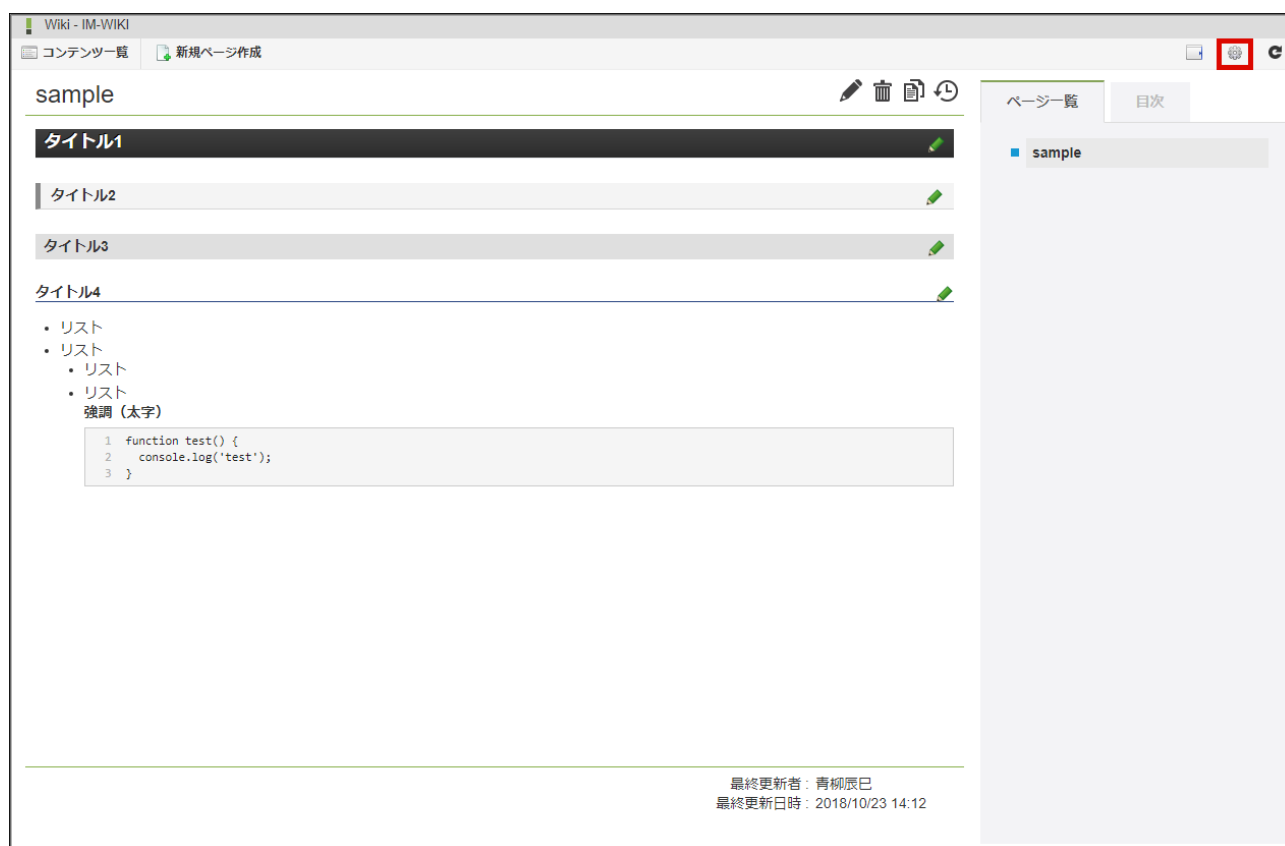 Wiki - IM-WIKI
コンテンツ一覧 新規ページ作成
sample
ページ一覧 目次
タイトル1
sample
タイトル2
タイトル3
タイトル4
• リスト
• リスト
• リスト
• リスト
強調（太字）
1 function test() {
2 console.log('test');
3 }
最終更新者 : 青柳辰巳
最終更新日時 : 2018/10/23 14:12